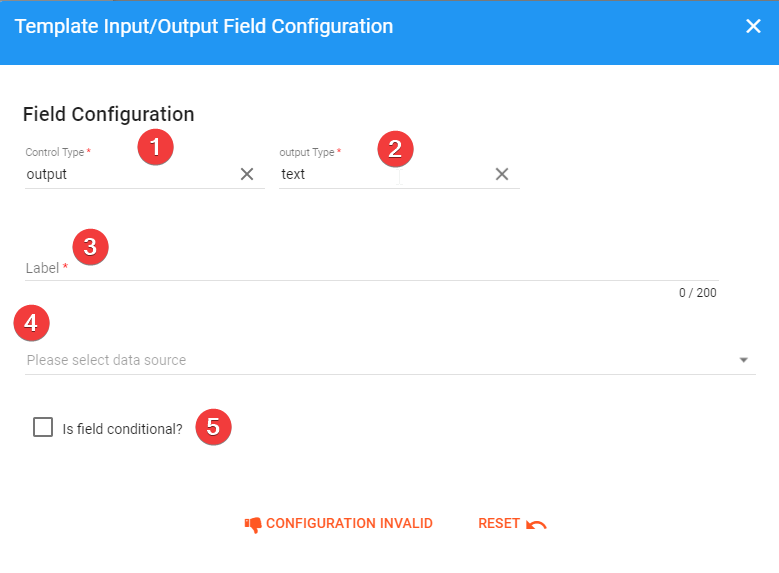 Template Input/Output Field Configuration
Field Configuration
Control Type * 1 output Type * 2
output text
3
Label *
0 / 200
4
Please select data source
Is field conditional? 5
CONFIGURATION INVALID RESET